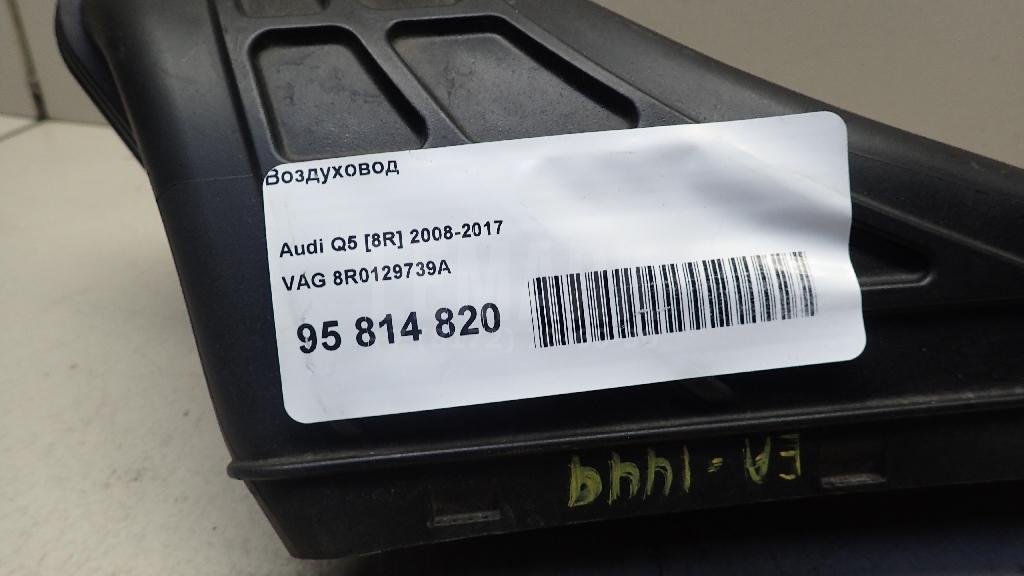 Воздуховод
Audi Q5 [8R] 2008-2017
VAG 8R0129739A
95 814 820
EA-1449